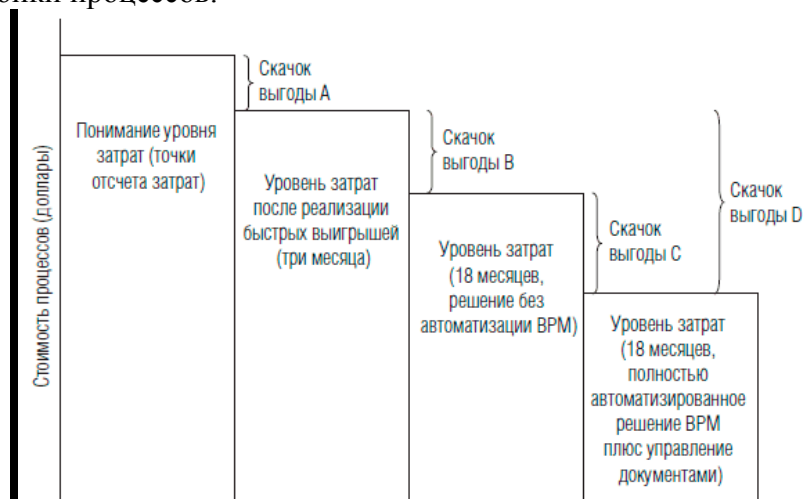 Стоимость процессов (доллары)
Понимание уровня
затрат (точки
отсчета затрат)
Скачок
выгоды A
Уровень затрат
после реализации
быстрых выигрышей
(три месяца)
Скачок
выгоды B
Уровень затрат
(18 месяцев,
решение без
автоматизации BPM)
Скачок
выгоды C
Уровень затрат
(18 месяцев,
полностью
автоматизированное
решение BPM
плюс управление
документами)
Скачок
выгоды D